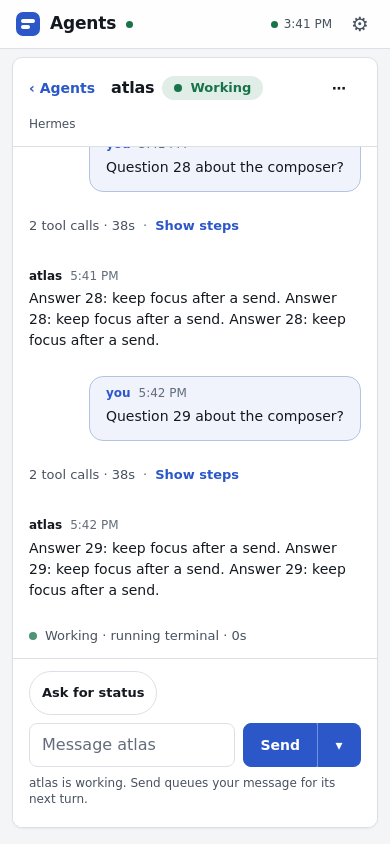 Agents
3:41 PM
‹ Agents atlas Working ...
Hermes
Question 28 about the composer?
2 tool calls · 38s · Show steps
atlas 5:41 PM
Answer 28: keep focus after a send. Answer
28: keep focus after a send. Answer 28: keep
focus after a send.
you 5:42 PM
Question 29 about the composer?
2 tool calls · 38s · Show steps
atlas 5:42 PM
Answer 29: keep focus after a send. Answer
29: keep focus after a send. Answer 29: keep
focus after a send.
Working · running terminal · 0s
Ask for status
Message atlas
Send ▾
atlas is working. Send queues your message for its
next turn.